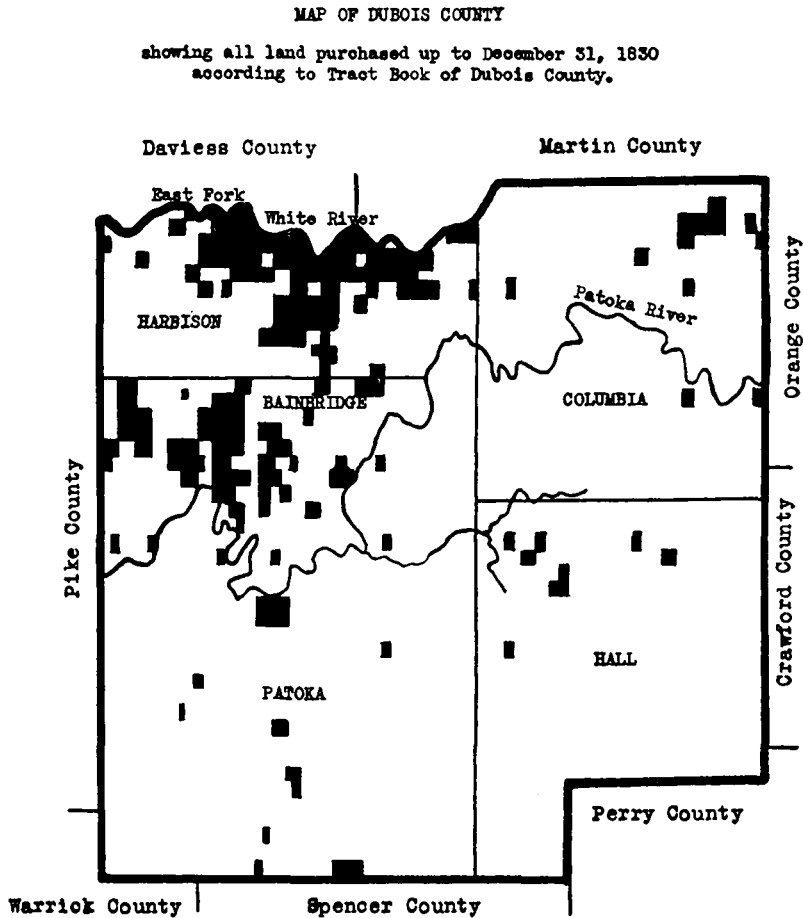 MAP OF DUBOIS COUNTY
showing all land purchased up to December 31, 1830
according to Tract Book of Dubois County.
Daviess County
Martin County
East Fork
White River
Orange County
Patoka River
HARBISON
BAINBRIDGE
COLUMBIA
Pike County
Crawford County
HALL
PATOKA
Perry County
Warrick County
Spencer County